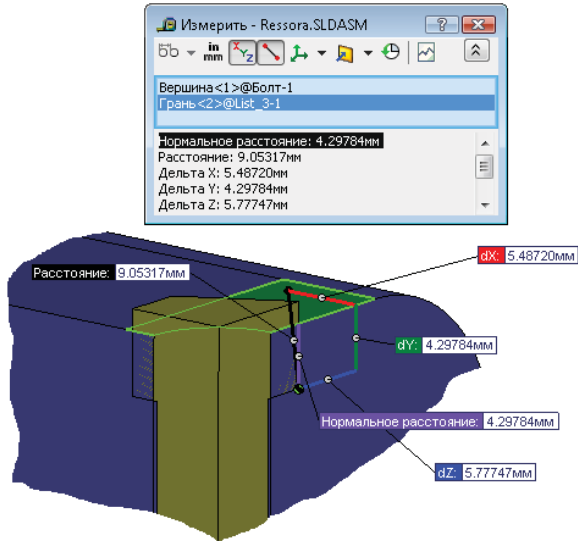 Измерить - Ressora.SLDASM
in
mm
XYZ
Вершина<1>@Болт-1
Грань<2>@List_3-1
Нормальное расстояние: 4.29784мм
Расстояние: 9.05317мм
Дельта X: 5.48720мм
Дельта Y: 4.29784мм
Дельта Z: 5.77747мм
dX: 5.48720мм
Расстояние: 9.05317мм
dY: 4.29784мм
Нормальное расстояние: 4.29784мм
dZ: 5.77747мм